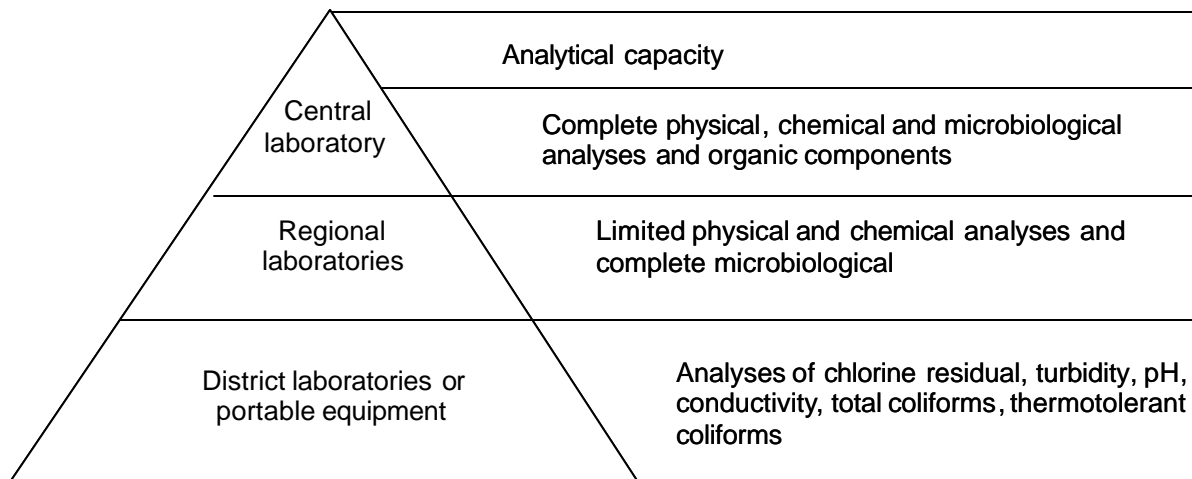 Analytical capacity
Central
laboratory
Complete physical, chemical and microbiological
analyses and organic components
Regional
laboratories
Limited physical and chemical analyses and
complete microbiological
District laboratories or
portable equipment
Analyses of chlorine residual, turbidity, pH,
conductivity, total coliforms, thermotolerant
coliforms